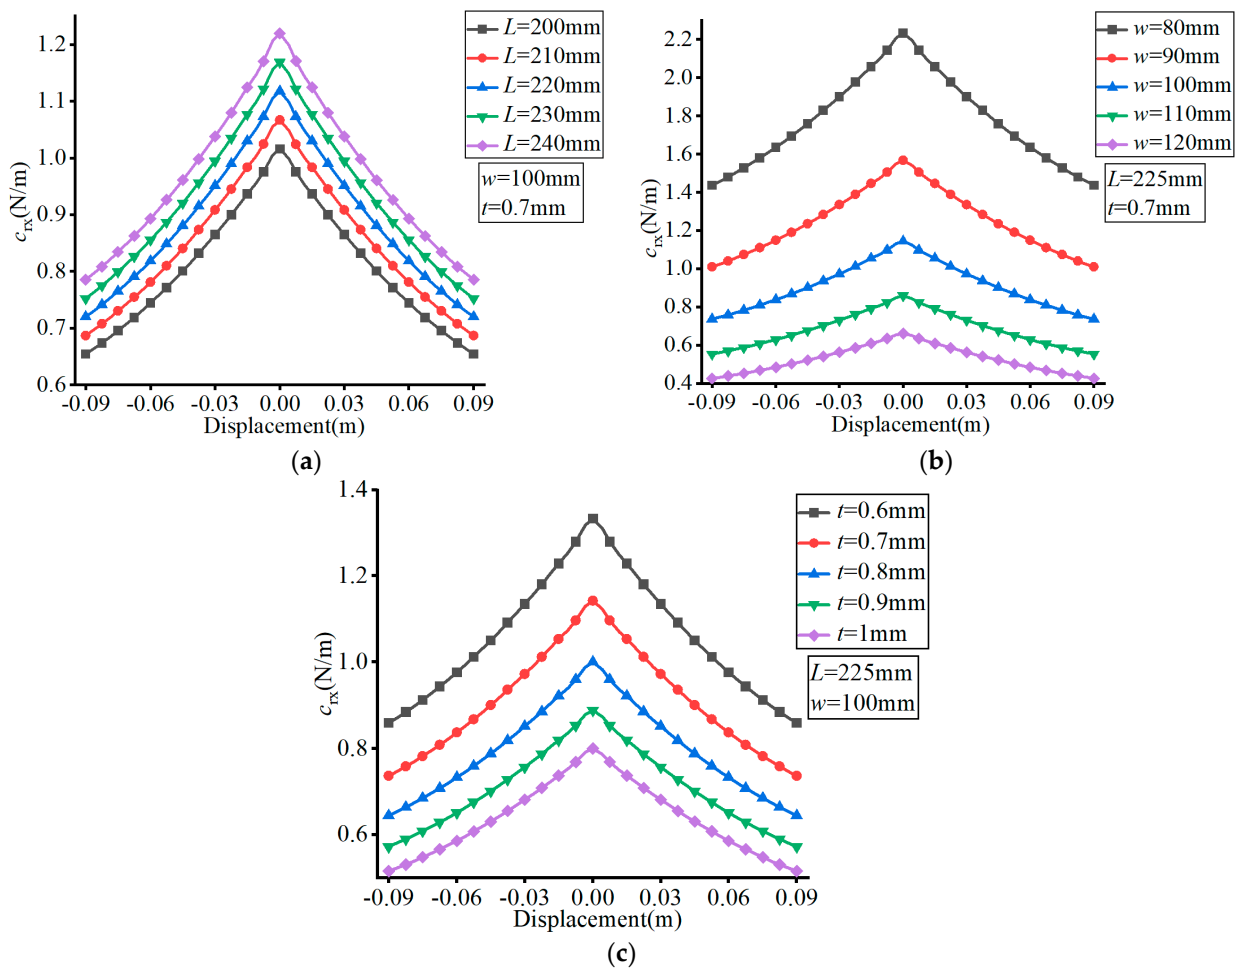 1.2
1.1
1.0
0.9
0.8
0.7
0.6
crx(N/m)
-0.09 -0.06 -0.03 0.00 0.03 0.06 0.09
Displacement(m)
L=200mm
L=210mm
L=220mm
L=230mm
L=240mm
w=100mm
t=0.7mm
(a)
2.2
2.0
1.8
1.6
1.4
1.2
1.0
0.8
0.6
0.4
crx(N/m)
-0.09 -0.06 -0.03 0.00 0.03 0.06 0.09
Displacement(m)
w=80mm
w=90mm
w=100mm
w=110mm
w=120mm
L=225mm
t=0.7mm
(b)
1.4
1.2
1.0
0.8
0.6
crx(N/m)
-0.09 -0.06 -0.03 0.00 0.03 0.06 0.09
Displacement(m)
t=0.6mm
t=0.7mm
t=0.8mm
t=0.9mm
t=1mm
L=225mm
w=100mm
(c)